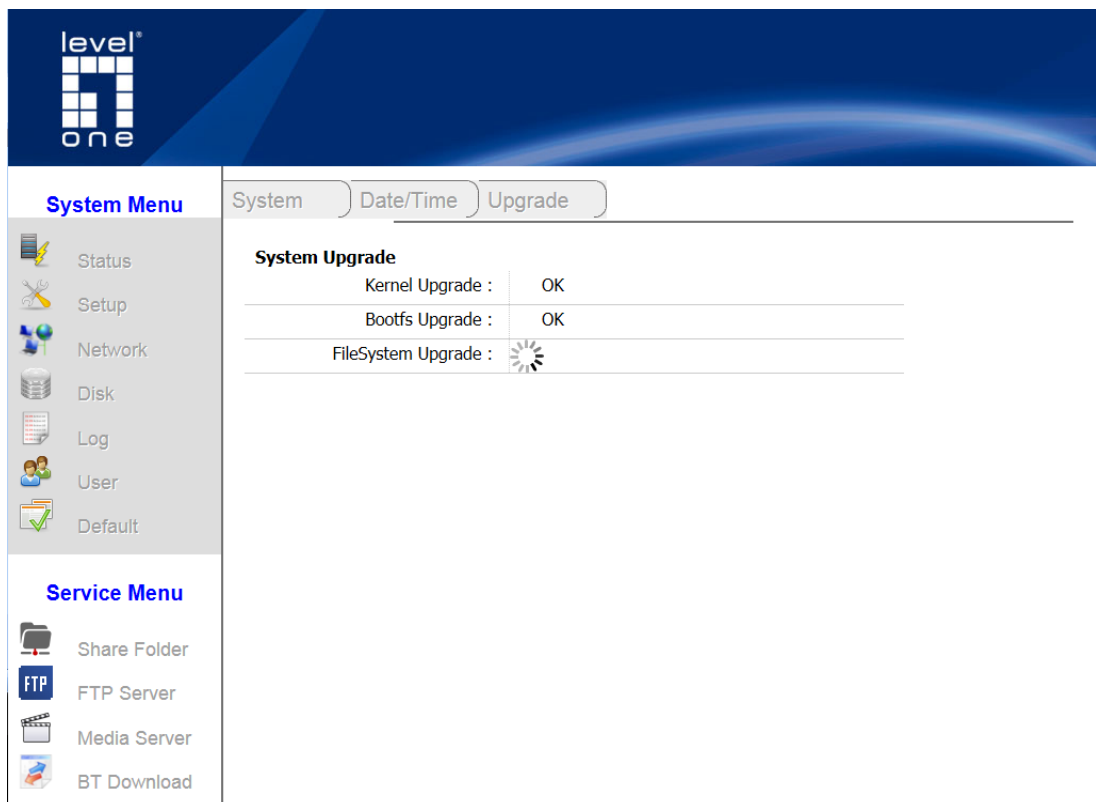 level®
one
System Menu
Status
Setup
Network
Disk
Log
User
Default
Service Menu
Share Folder
FTP
FTP Server
Media Server
BT Download
System
Date/Time
Upgrade
System Upgrade
Kernel Upgrade : OK
Bootfs Upgrade : OK
FileSystem Upgrade :